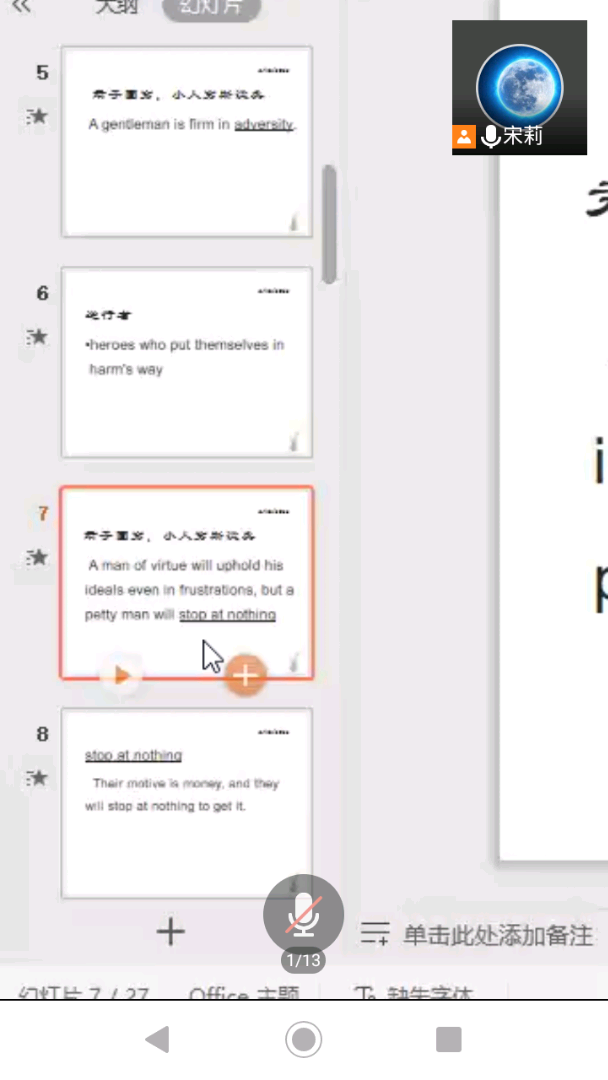 大纲
幻灯片
宋莉
5
君子固穷，小人穷斯滥矣
A gentleman is firm in adversity.
6
逆行者
•heroes who put themselves in
harm's way
7
君子固穷，小人穷斯滥矣
A man of virtue will uphold his
ideals even in frustrations, but a
petty man will stop at nothing
8
stop at nothing
Their motive is money, and they
will stop at nothing to get it.
1/13
单击此处添加备注
幻灯片 7 / 27
Office 主题
缺失字体